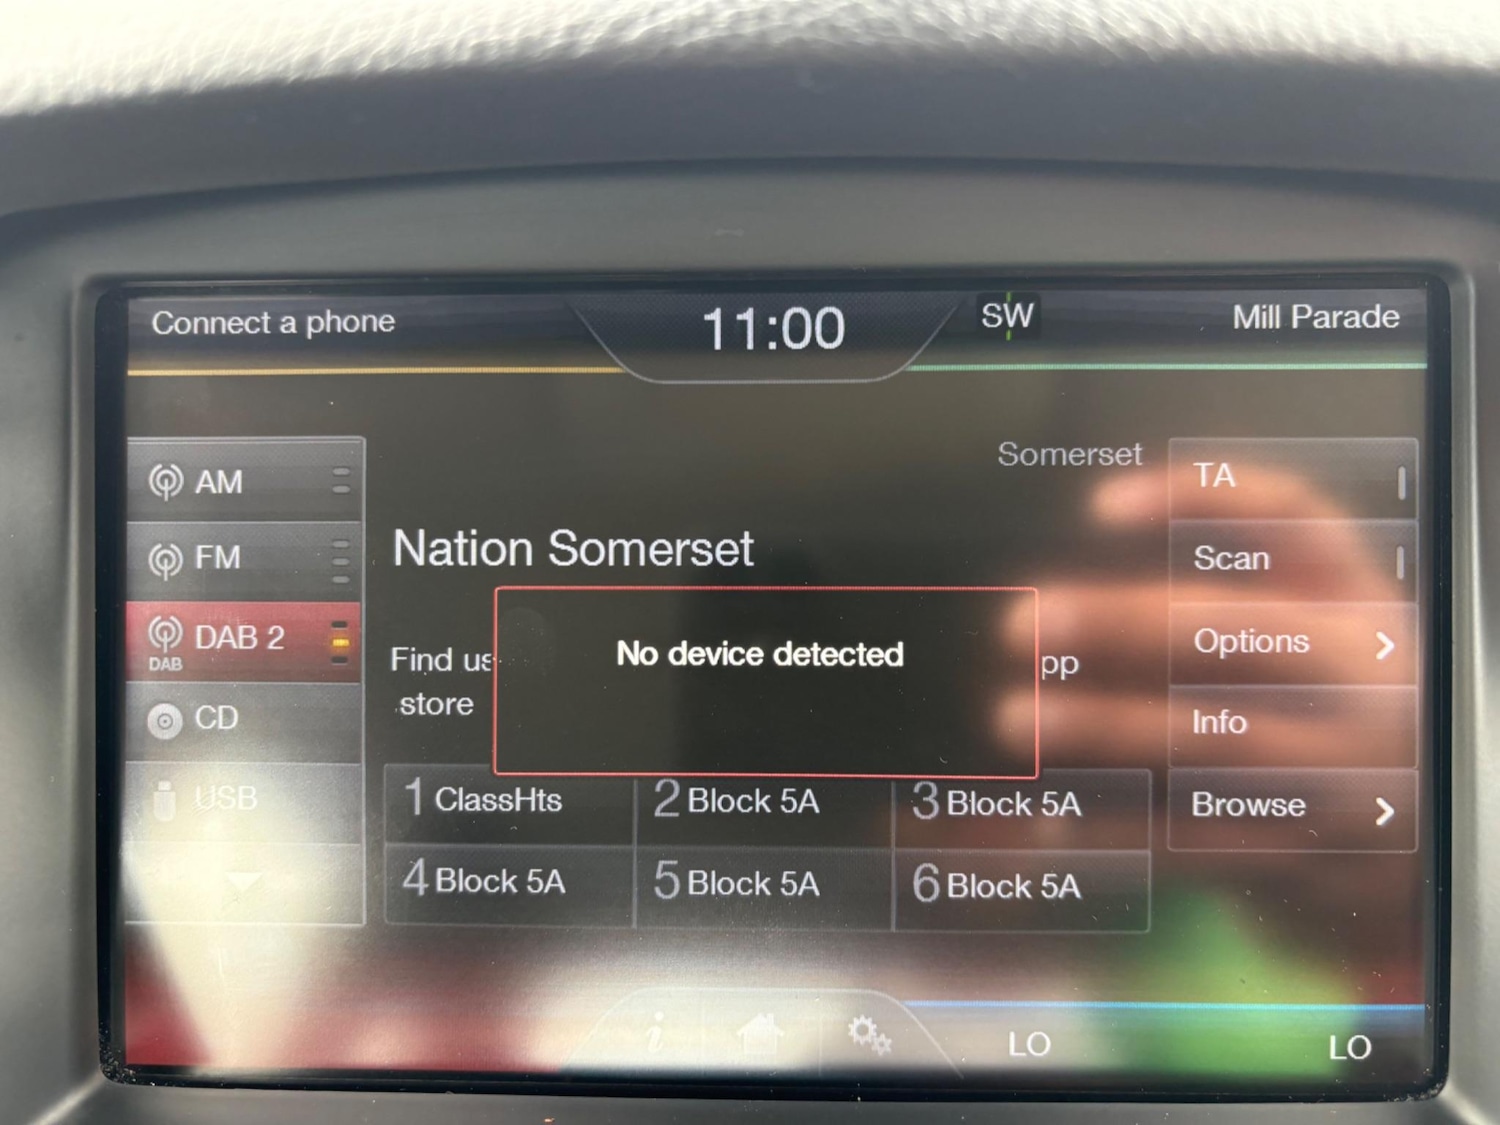 Connect a phone
11:00
SW
Mill Parade
AM
FM
DAB 2
DAB
CD
USB
Somerset
Nation Somerset
Find us
pp
store
No device detected
1 ClassHts
2 Block 5A
3 Block 5A
4 Block 5A
5 Block 5A
6 Block 5A
TA
Scan
Options
Info
Browse
i
LO
LO